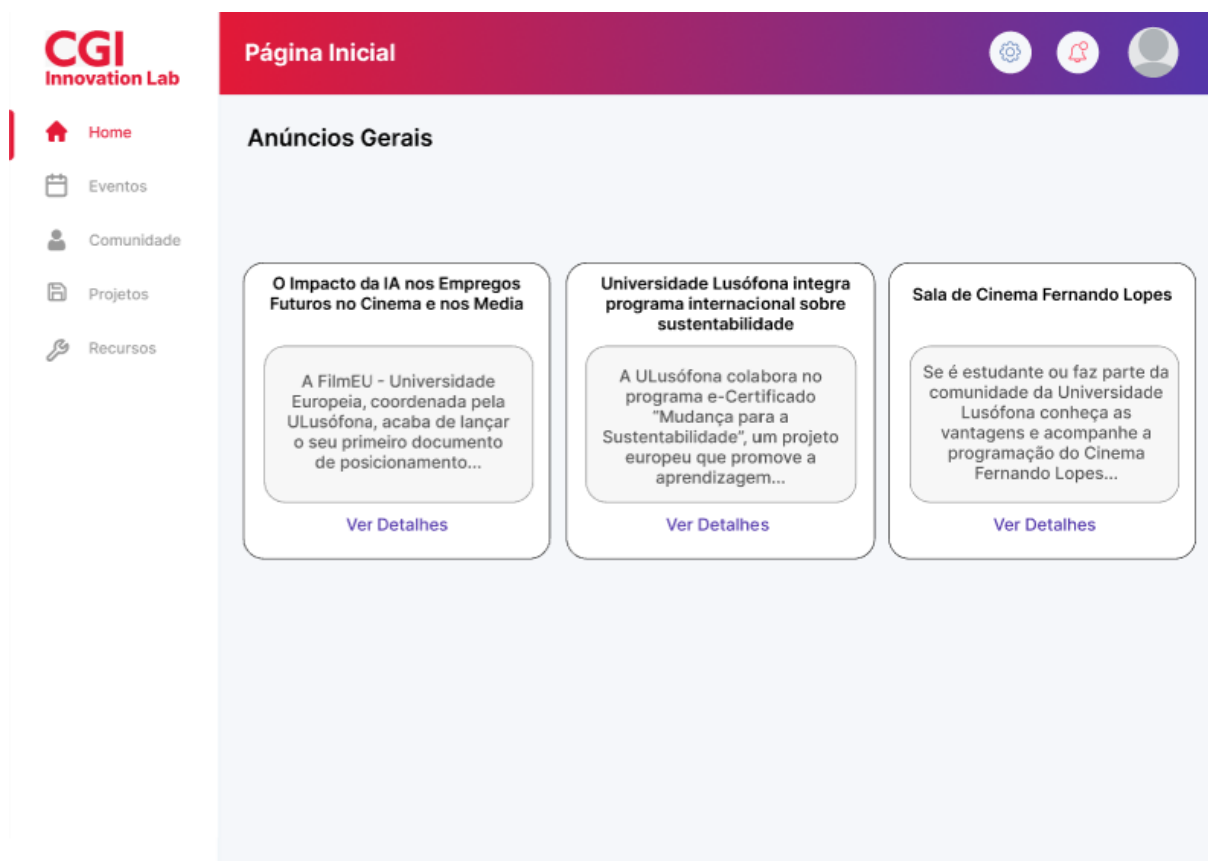 CGI
Innovation Lab
Página Inicial
Home
Eventos
Comunidade
Projetos
Recursos
Anúncios Gerais
O Impacto da IA nos Empregos
Futuros no Cinema e nos Media
A FilmEU - Universidade
Europeia, coordenada pela
ULusófona, acaba de lançar
o seu primeiro documento
de posicionamento...
Ver Detalhes
Universidade Lusófona integra
programa internacional sobre
sustentabilidade
A ULusófona colabora no
programa e-Certificado
"Mudança para a
Sustentabilidade", um projeto
europeu que promove a
aprendizagem...
Ver Detalhes
Sala de Cinema Fernando Lopes
Se é estudante ou faz parte da
comunidade da Universidade
Lusófona conheça as
vantagens e acompanhe a
programação do Cinema
Fernando Lopes...
Ver Detalhes